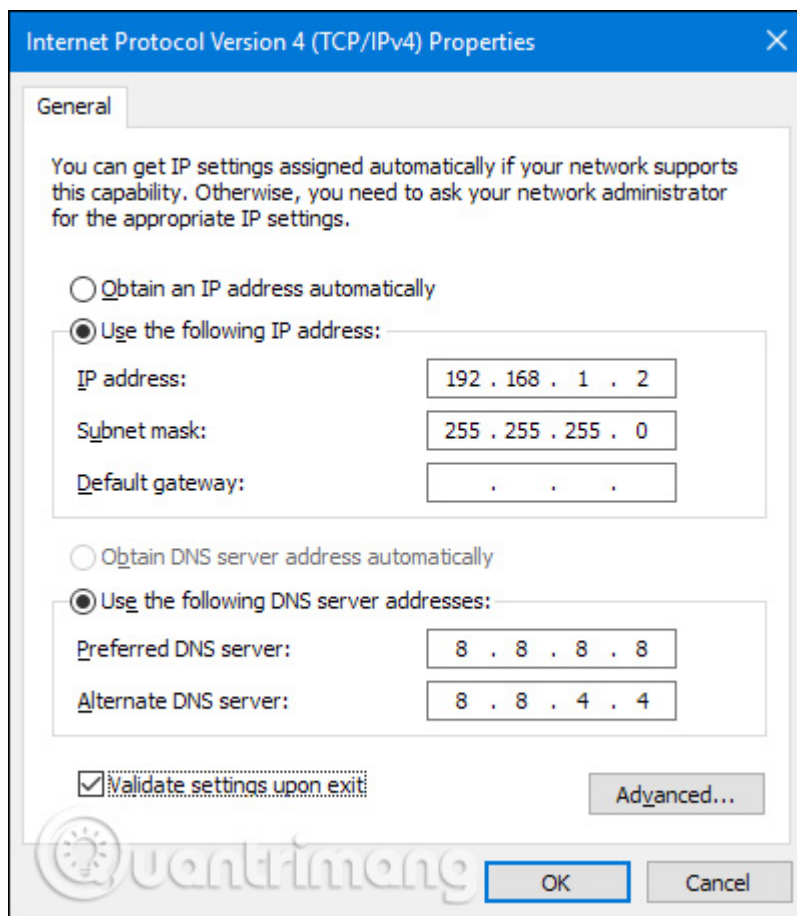 Internet Protocol Version 4 (TCP/IPv4) Properties
General
You can get IP settings assigned automatically if your network supports
this capability. Otherwise, you need to ask your network administrator
for the appropriate IP settings.
Obtain an IP address automatically
Use the following IP address:
IP address: 192 . 168 . 1 . 2
Subnet mask: 255 . 255 . 255 . 0
Default gateway: . . .
Obtain DNS server address automatically
Use the following DNS server addresses:
Preferred DNS server: 8 . 8 . 8 . 8
Alternate DNS server: 8 . 8 . 4 . 4
Validate settings upon exit
Advanced...
Quantrimang
OK Cancel